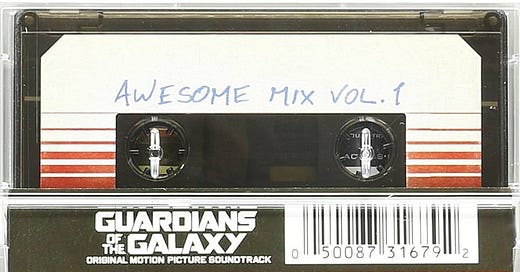 AWESOME MIX VOL. 1
GUARDIANS
OF THE GALAXY
ORIGINAL MOTION PICTURE SOUNDTRACK
0 50087 31679 2